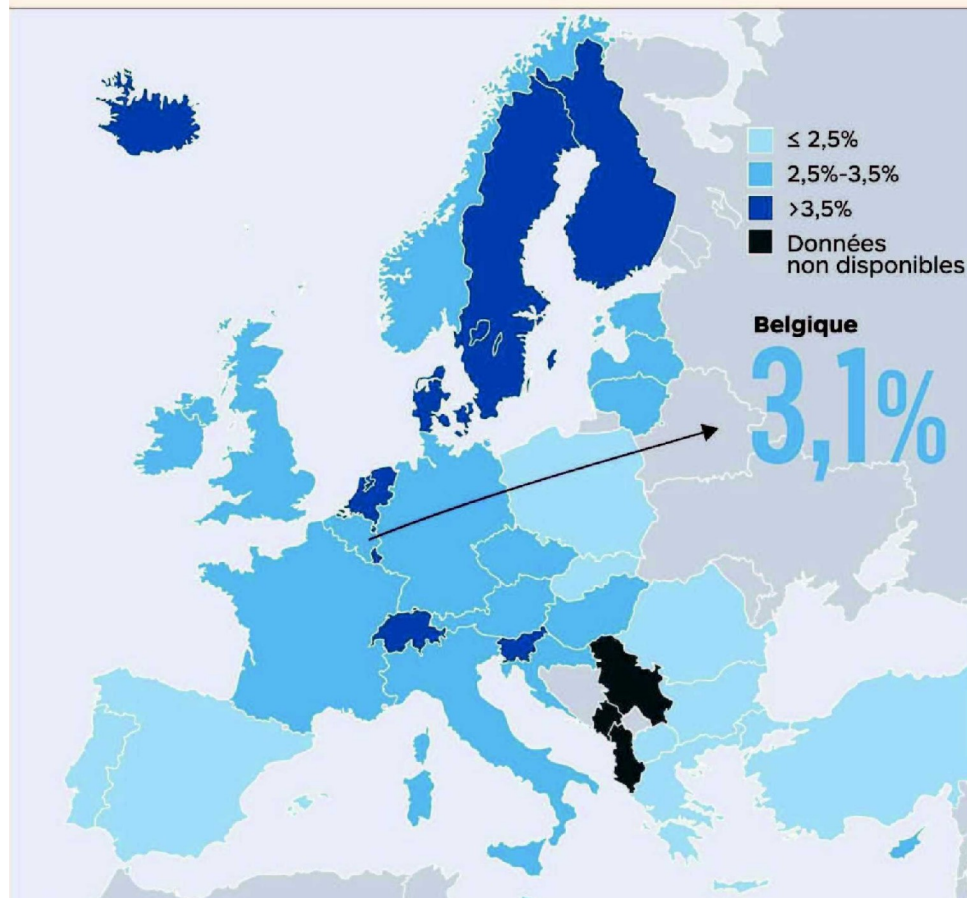 ≤ 2,5%
2,5%-3,5%
>3,5%
Données
non disponibles
Belgique
3,1%